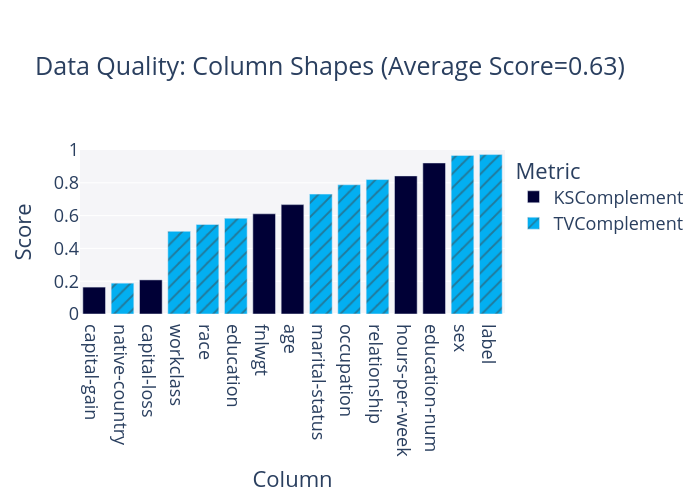 Data Quality: Column Shapes (Average Score=0.63)
1
0.8
0.6
0.4
0.2
0
Score
capital-gain
native-country
capital-loss
workclass
race
education
fnlwgt
age
marital-status
occupation
relationship
hours-per-week
education-num
sex
label
Column
Metric
KSComplement
TVComplement